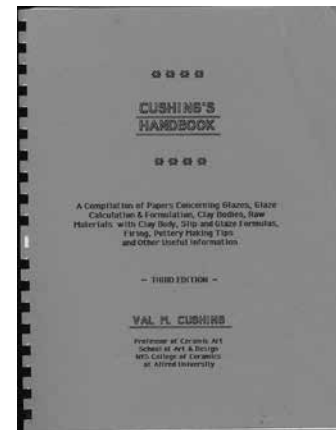 CUSHING'S
HANDBOOK
A Compilation of Papers Concerning Glazes, Glaze
Calculation & Formulation, Clay Bodies, Raw
Materials with Clay Body, Slip and Glaze Formulas,
Firing, Pottery Making Tips
and Other Useful Information
- THIRD EDITION -
VAL M. CUSHING
Professor of Ceramic Art
School of Art & Design
NYS College of Ceramics
at Alfred University